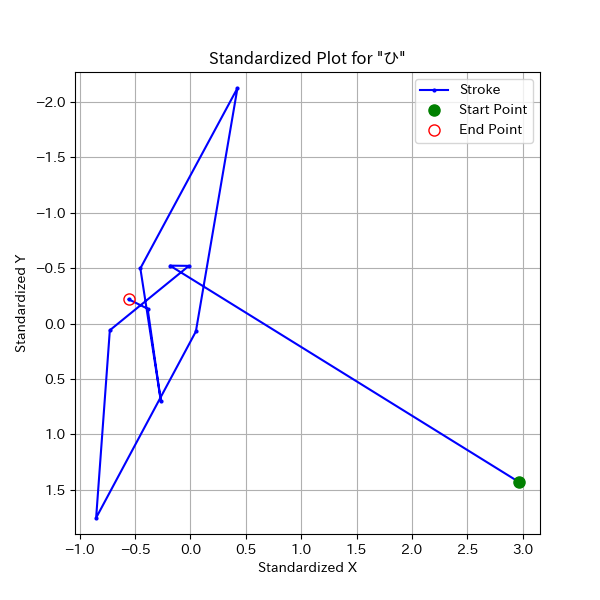 Standardized Plot for "ひ"
Stroke
Start Point
End Point
−2.0
−1.5
−1.0
−0.5
0.0
0.5
1.0
1.5
Standardized Y
−1.0 −0.5 0.0 0.5 1.0 1.5 2.0 2.5 3.0
Standardized X